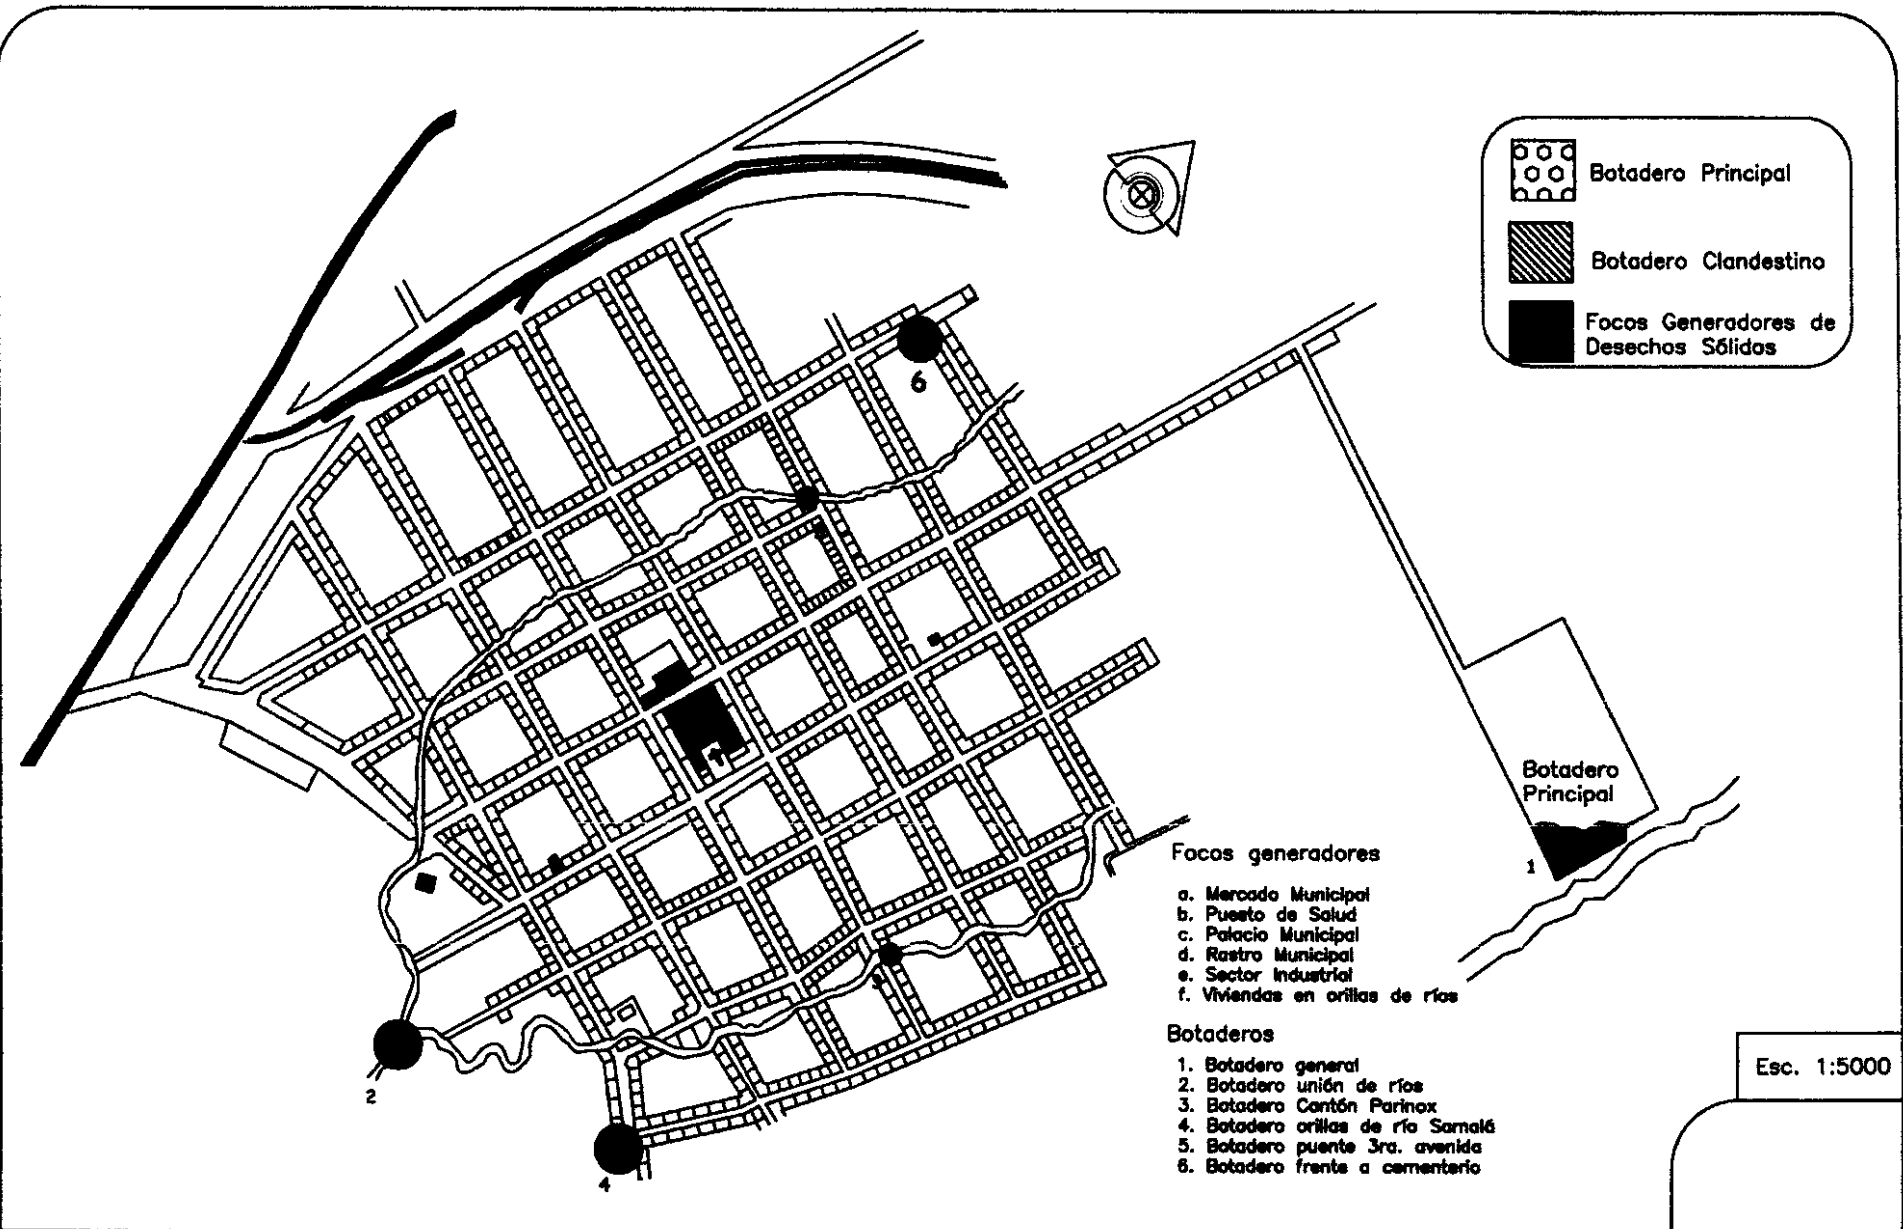 Botadero Principal
Botadero Clandestino
Focos Generadores de
Desechos Sólidos
6
Botadero
Principal
1
3
2
4
Focos generadores
a. Mercado Municipal
b. Puesto de Salud
c. Palacio Municipal
d. Rastro Municipal
e. Sector Industrial
f. Viviendas en orillas de ríos
Botaderos
1. Botadero general
2. Botadero unión de ríos
3. Botadero Cantón Parinox
4. Botadero orillas de río Samalá
5. Botadero puente 3ra. avenida
6. Botadero frente a cementerio
Esc. 1:5000